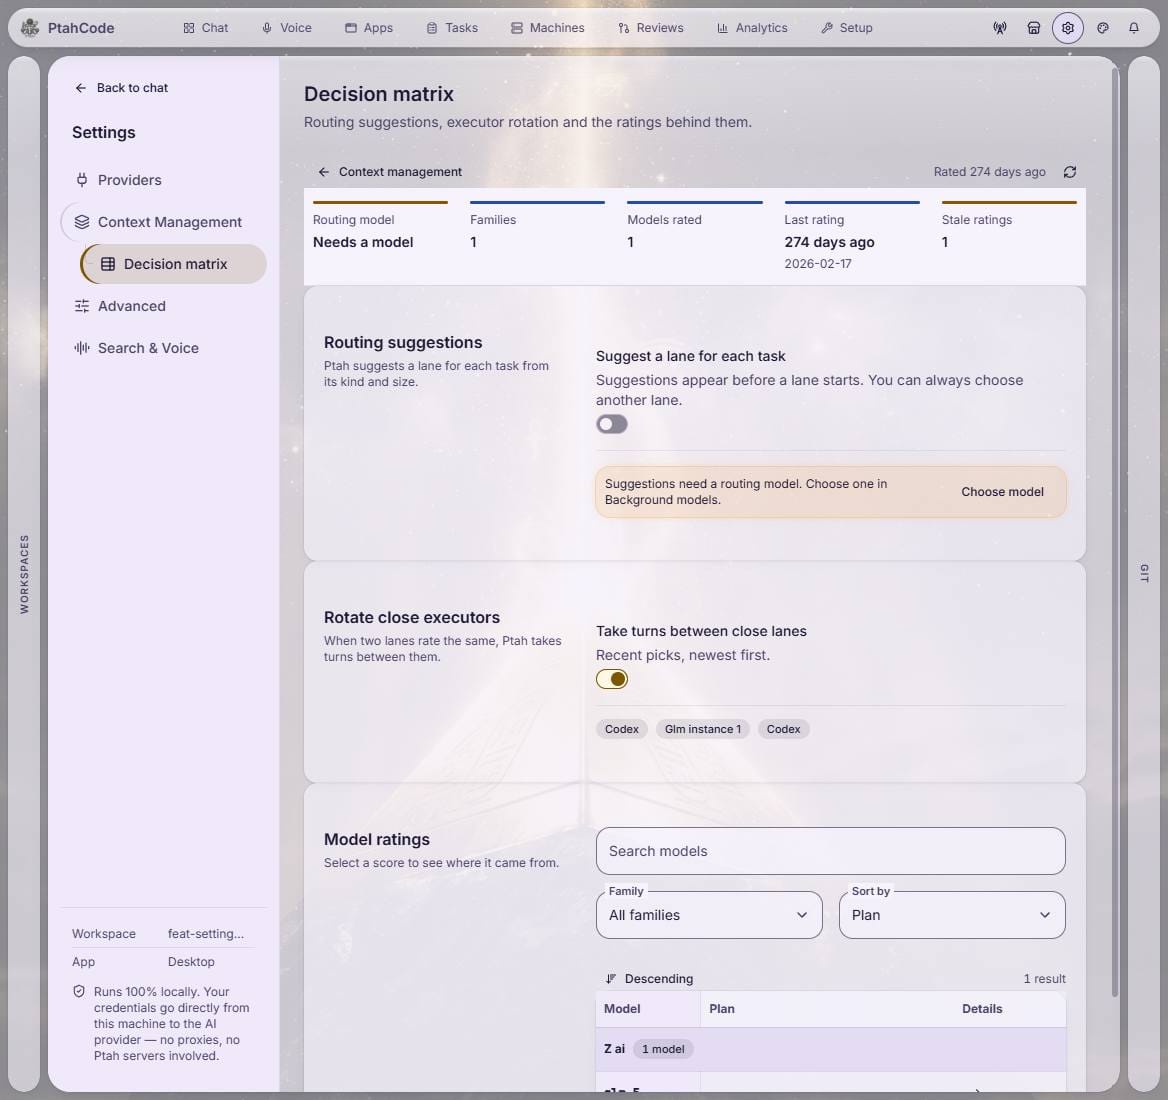 PtahCode
Chat
Voice
Apps
Tasks
Machines
Reviews
Analytics
Setup
WORKSPACES
Back to chat
Settings
Providers
Context Management
Decision matrix
Advanced
Search & Voice
Workspace
feat-setting...
App
Desktop
Runs 100% locally. Your
credentials go directly from
this machine to the AI
provider — no proxies, no
Ptah servers involved.
Decision matrix
Routing suggestions, executor rotation and the ratings behind them.
Context management
Rated 274 days ago
Routing model
Needs a model
Families
1
Models rated
1
Last rating
274 days ago
2026-02-17
Stale ratings
1
Routing suggestions
Ptah suggests a lane for each task from
its kind and size.
Suggest a lane for each task
Suggestions appear before a lane starts. You can always choose
another lane.
Suggestions need a routing model. Choose one in
Background models.
Choose model
Rotate close executors
When two lanes rate the same, Ptah takes
turns between them.
Take turns between close lanes
Recent picks, newest first.
Codex
Glm instance 1
Codex
Model ratings
Select a score to see where it came from.
Search models
Family
All families
Sort by
Plan
Descending
1 result
Model
Plan
Details
Z ai
1 model
GIT